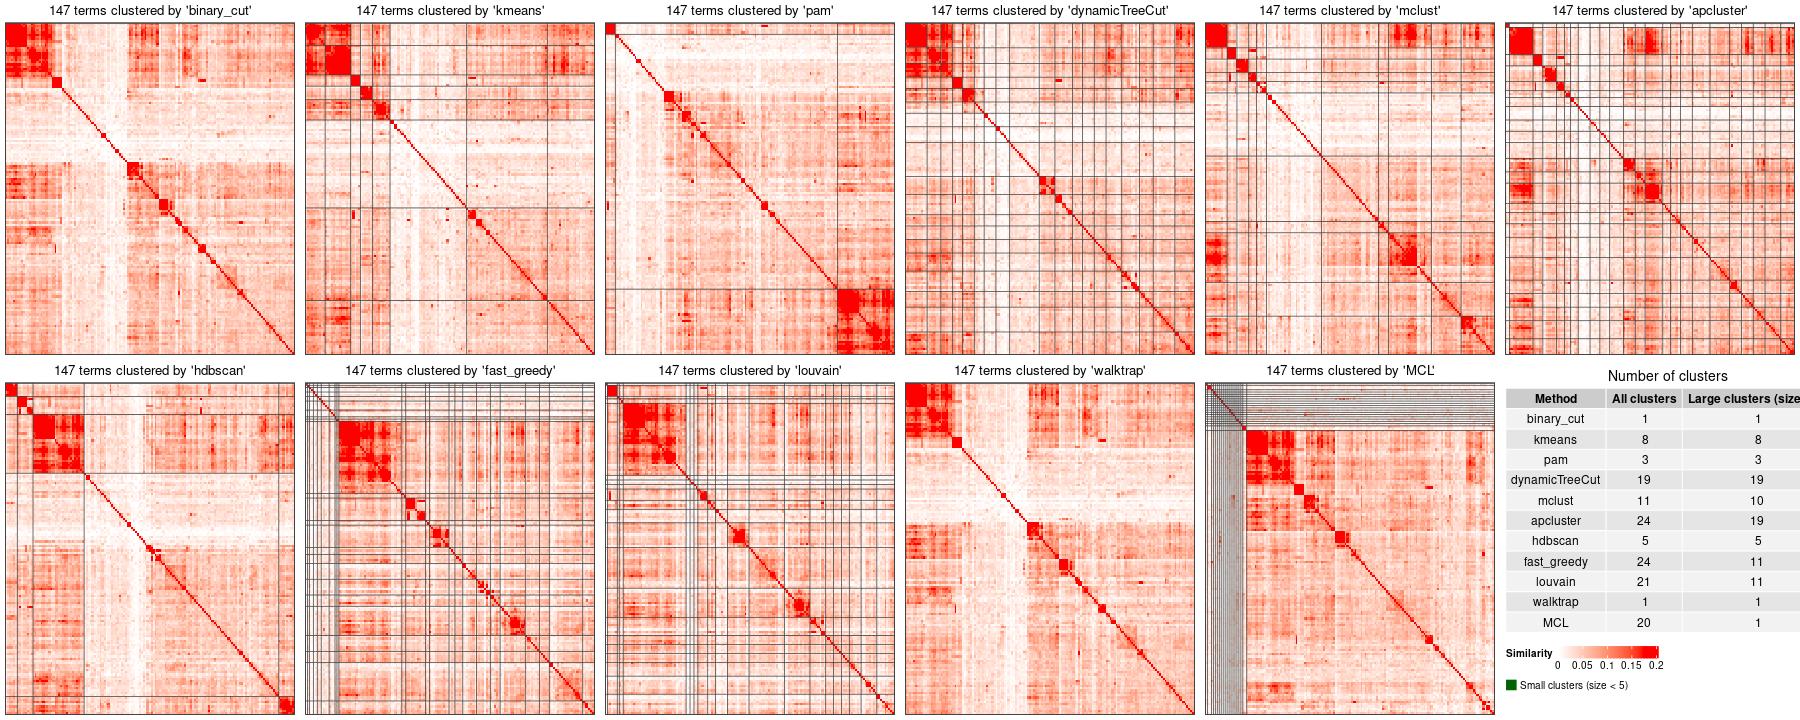 147 terms clustered by 'binary_cut'
147 terms clustered by 'kmeans'
147 terms clustered by 'pam'
147 terms clustered by 'dynamicTreeCut'
147 terms clustered by 'mclust'
147 terms clustered by 'apcluster'
147 terms clustered by 'hdbscan'
147 terms clustered by 'fast_greedy'
147 terms clustered by 'louvain'
147 terms clustered by 'walktrap'
147 terms clustered by 'MCL'
Number of clusters
Method All clusters Large clusters (size
binary_cut 1 1
kmeans 8 8
pam 3 3
dynamicTreeCut 19 19
mclust 11 10
apcluster 24 19
hdbscan 5 5
fast_greedy 24 11
louvain 21 11
walktrap 1 1
MCL 20 1
Similarity
0 0.05 0.1 0.15 0.2
Small clusters (size < 5)